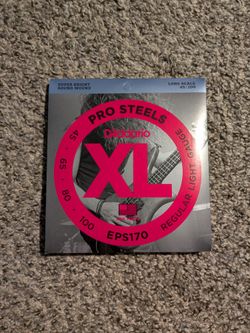 SUPER BRIGHT
ROUND WOUND
LONG SCALE
45-100
PRO STEELS
D'Addario
XL
45 • 65 • 80 • 100
REGULAR LIGHT GAUGE
EPS170